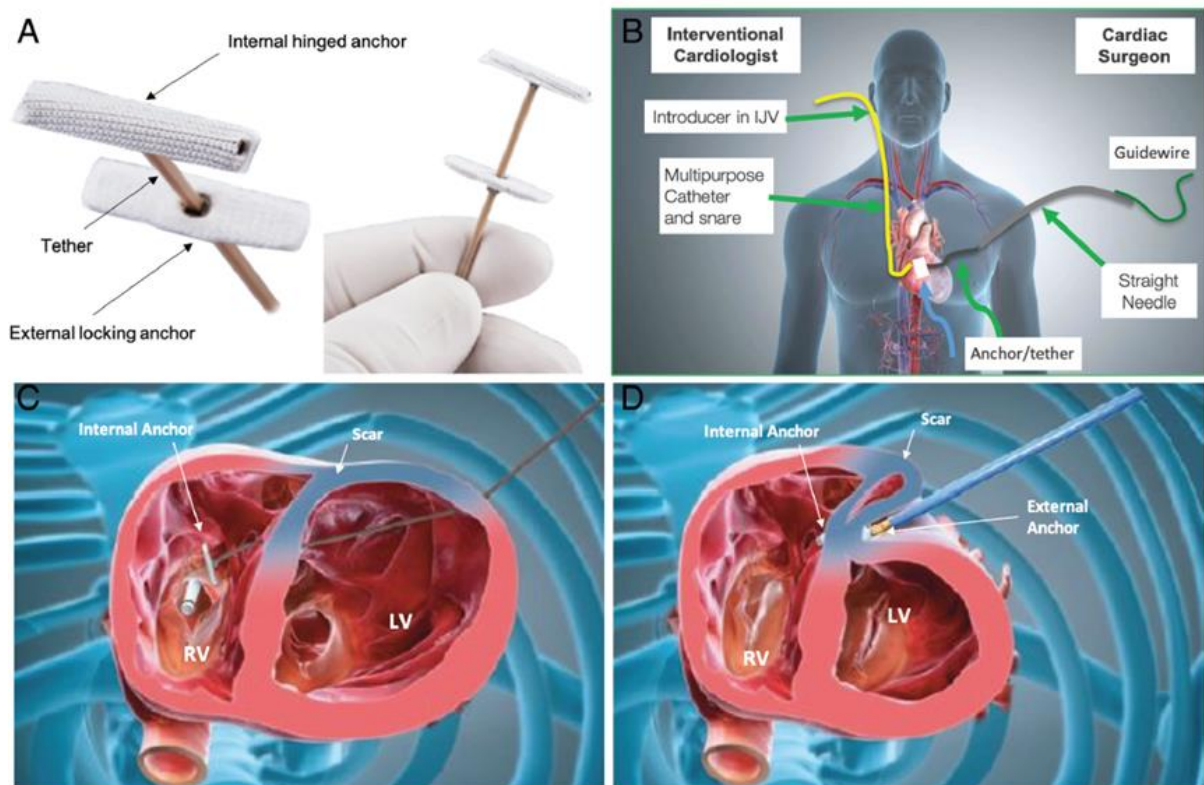 A
Internal hinged anchor
Tether
External locking anchor
B
Interventional
Cardiologist
Cardiac
Surgeon
Introducer in IJV
Guidewire
Multipurpose
Catheter
and snare
Straight
Needle
Anchor/tether
C
Internal Anchor
Scar
RV
LV
D
Internal Anchor
Scar
External
Anchor
RV
LV